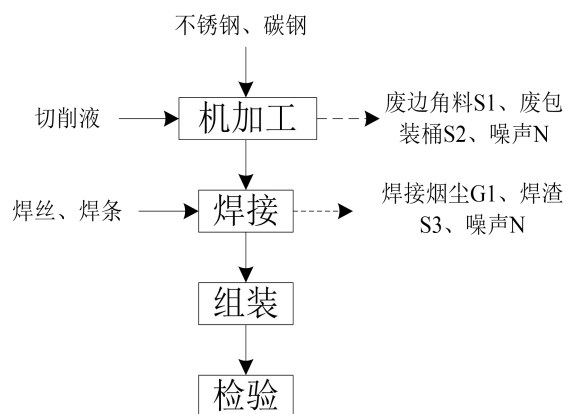 不锈钢、碳钢
切削液
机加工
废边角料S1、废包
装桶S2、噪声N
焊丝、焊条
焊接
焊接烟尘G1、焊渣
S3、噪声N
组装
检验